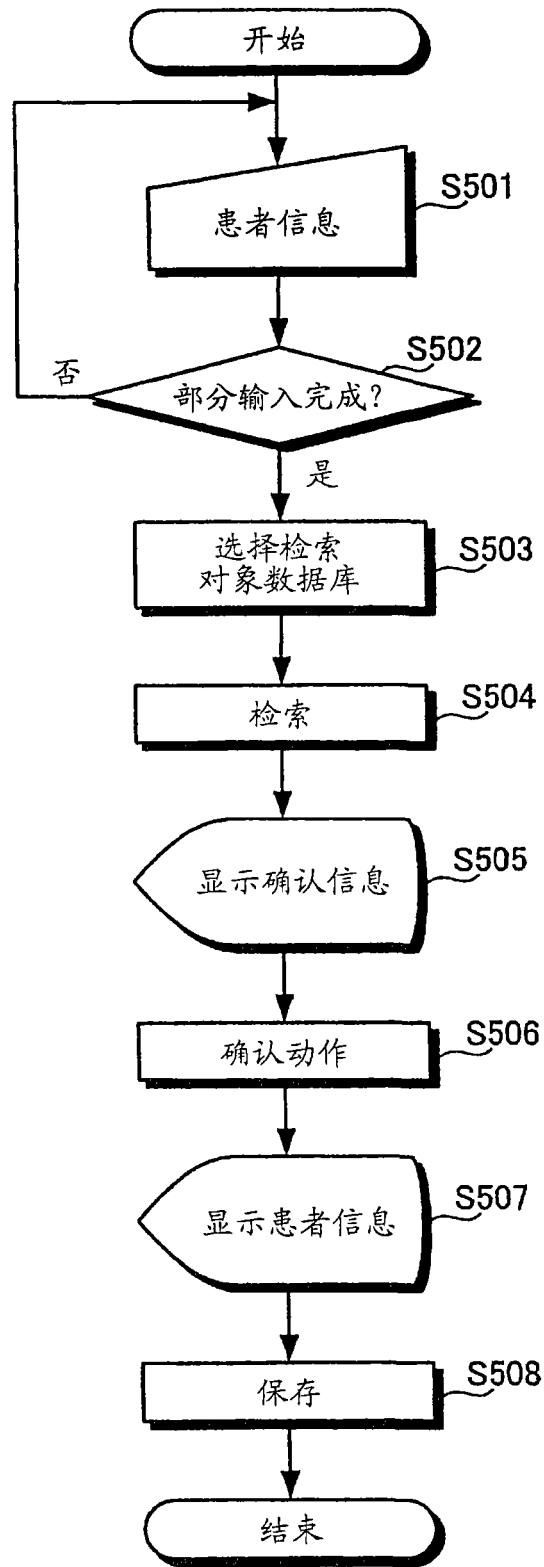 开始
患者信息
S501
部分输入完成?
S502
否
是
选择检索
对象数据库
S503
检索
S504
显示确认信息
S505
确认动作
S506
显示患者信息
S507
保存
S508
结束